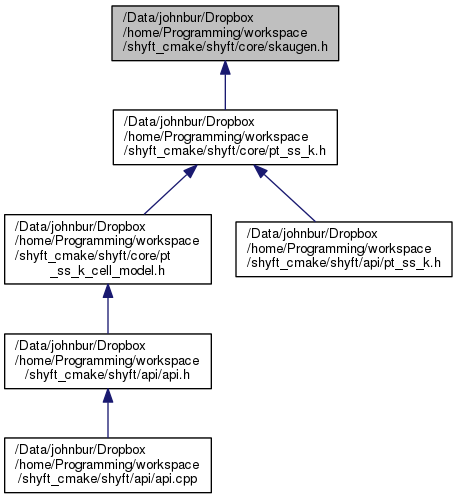 /Data/johnbur/Dropbox
/home/Programming/workspace
/shyft_cmake/shyft/core/skaugen.h
/Data/johnbur/Dropbox
/home/Programming/workspace
/shyft_cmake/shyft/core/pt_ss_k.h
/Data/johnbur/Dropbox
/home/Programming/workspace
/shyft_cmake/shyft/core/pt
_ss_k_cell_model.h
/Data/johnbur/Dropbox
/home/Programming/workspace
/shyft_cmake/shyft/api/pt_ss_k.h
/Data/johnbur/Dropbox
/home/Programming/workspace
/shyft_cmake/shyft/api/api.h
/Data/johnbur/Dropbox
/home/Programming/workspace
/shyft_cmake/shyft/api/api.cpp